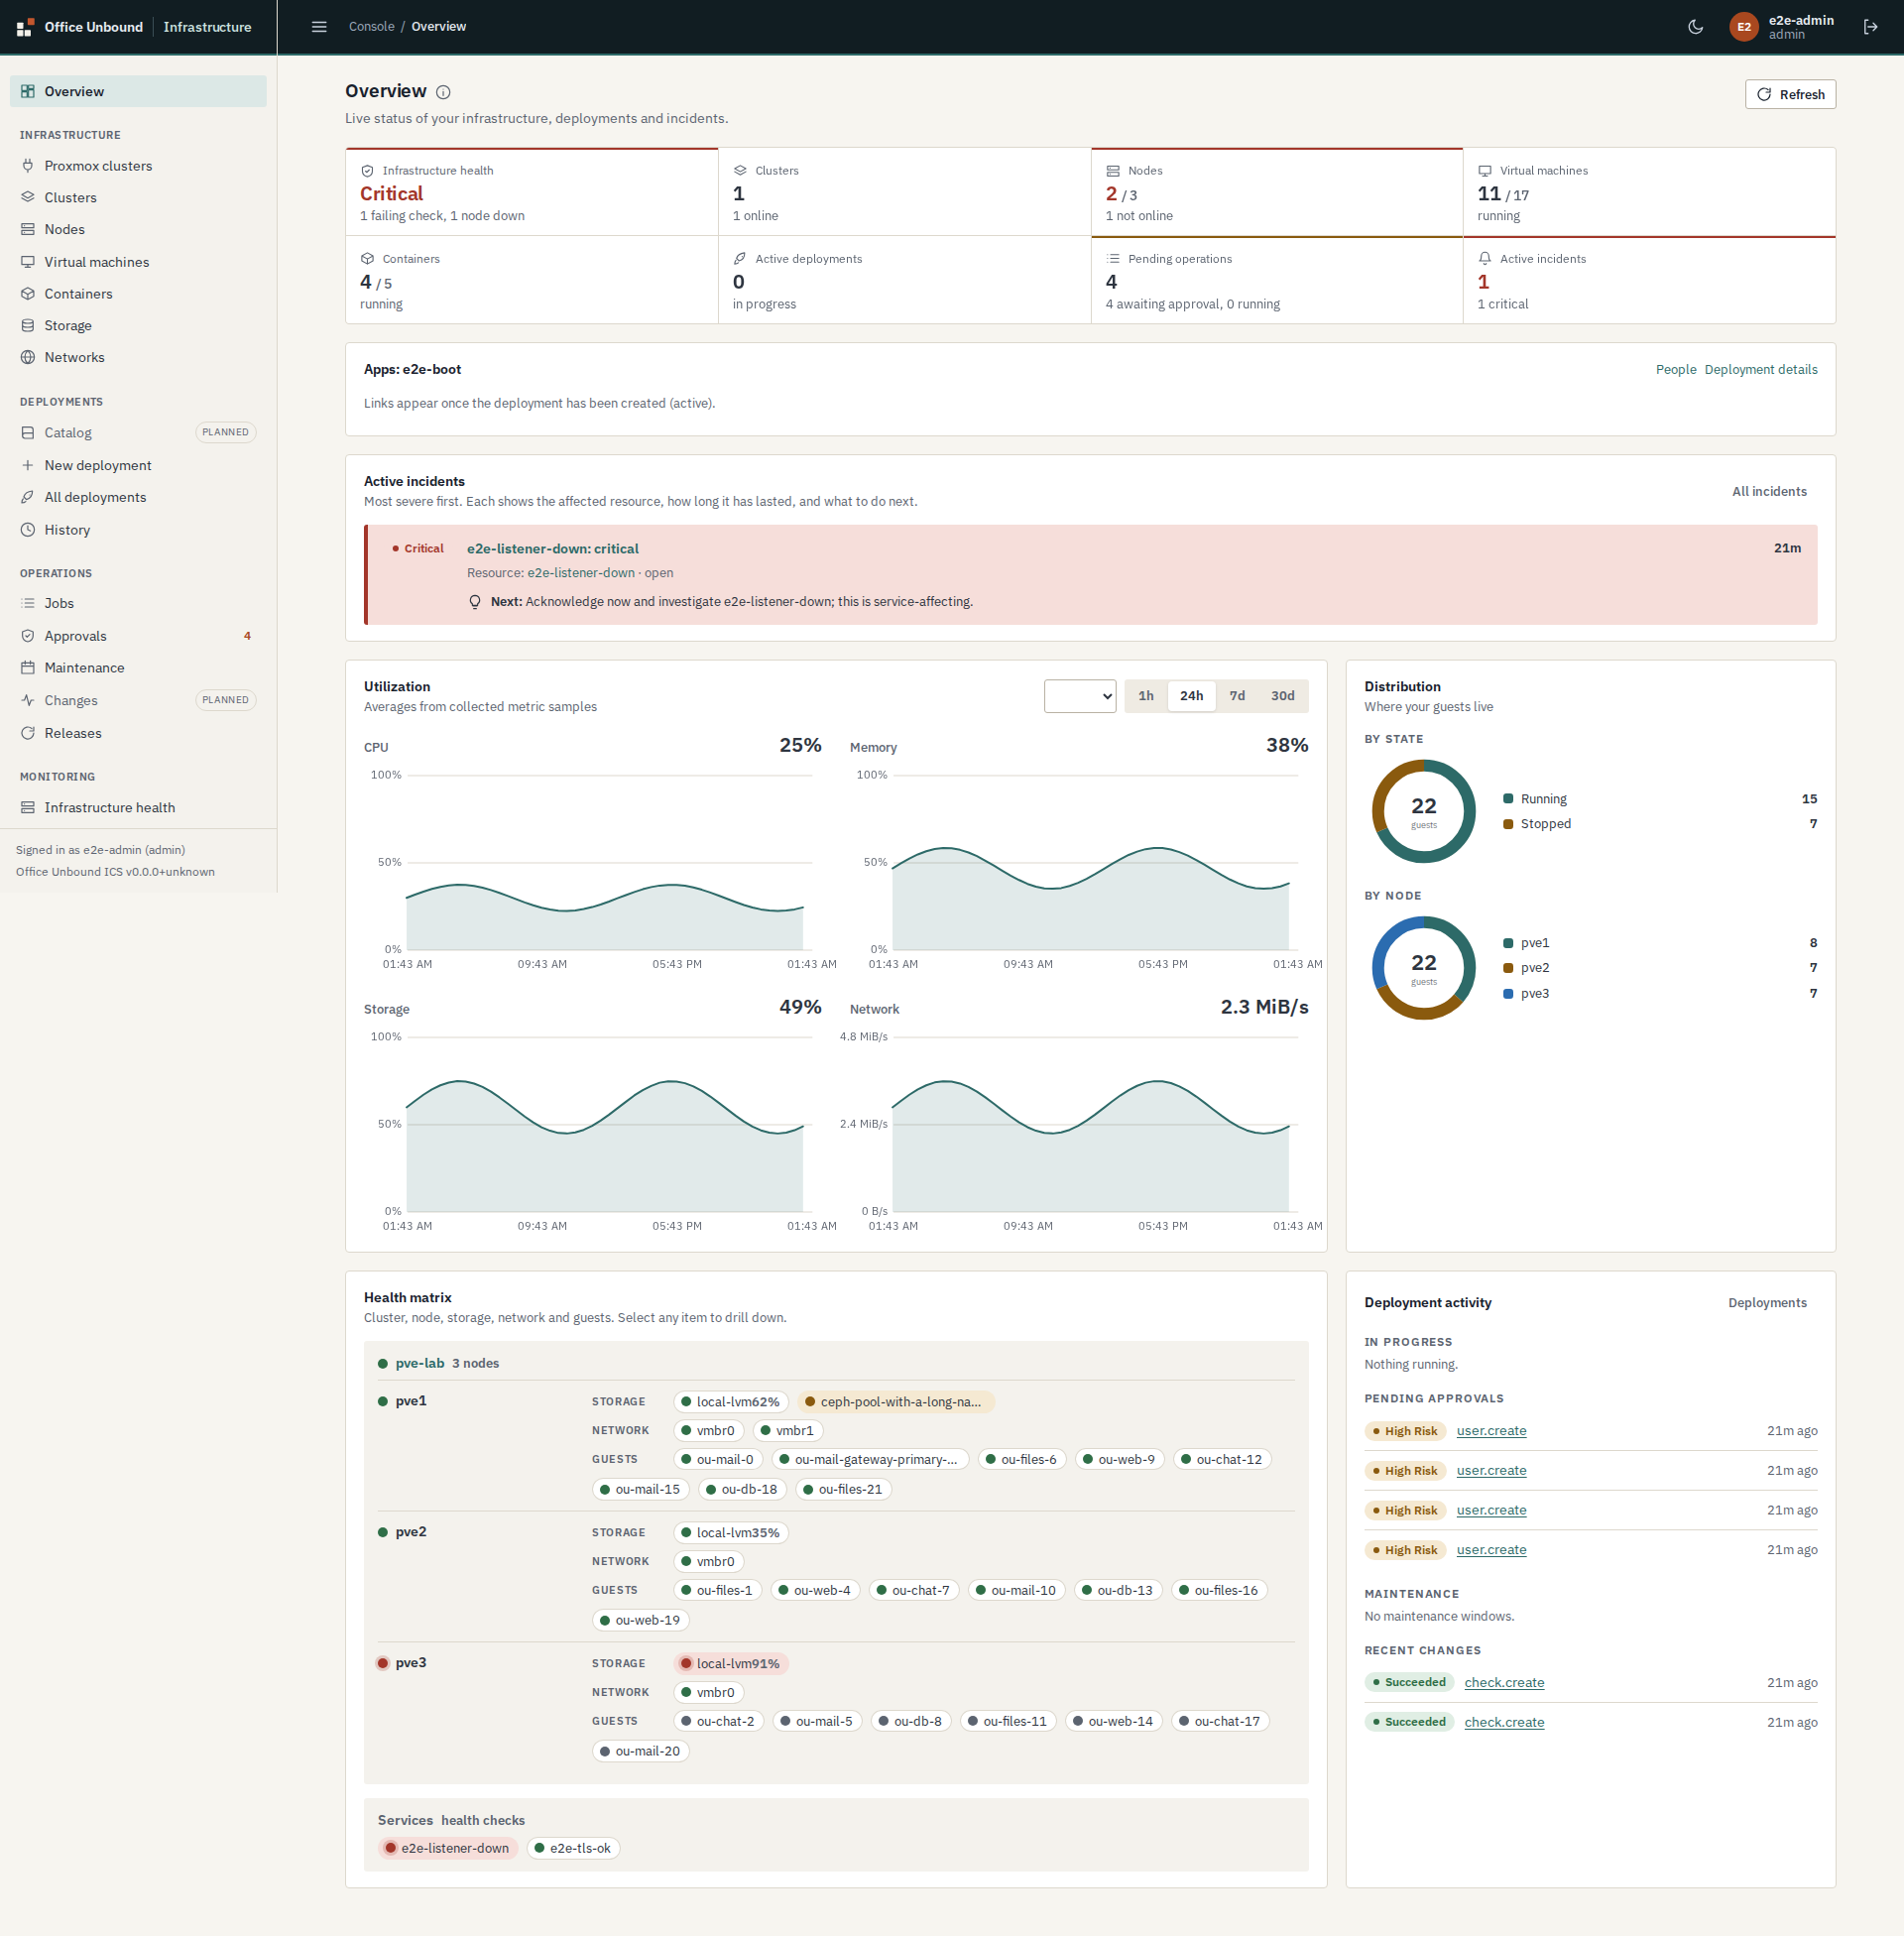 Office Unbound | Infrastructure
Console / Overview
E2
e2e-admin
admin
Overview
INFRASTRUCTURE
Proxmox clusters
Clusters
Nodes
Virtual machines
Containers
Storage
Networks
DEPLOYMENTS
Catalog PLANNED
New deployment
All deployments
History
OPERATIONS
Jobs
Approvals 4
Maintenance
Changes PLANNED
Releases
MONITORING
Infrastructure health
Signed in as e2e-admin (admin)
Office Unbound ICS v0.0.0+unknown
Overview
Refresh
Live status of your infrastructure, deployments and incidents.
Infrastructure health
Critical
1 failing check, 1 node down
Clusters
1
1 online
Nodes
2 / 3
1 not online
Virtual machines
11 / 17
running
Containers
4 / 5
running
Active deployments
0
in progress
Pending operations
4
4 awaiting approval, 0 running
Active incidents
1
1 critical
Apps: e2e-boot
People Deployment details
Links appear once the deployment has been created (active).
Active incidents
Most severe first. Each shows the affected resource, how long it has lasted, and what to do next.
All incidents
Critical e2e-listener-down: critical 21m
Resource: e2e-listener-down · open
Next: Acknowledge now and investigate e2e-listener-down; this is service-affecting.
Utilization
Averages from collected metric samples
1h 24h 7d 30d
CPU 25%
100%
50%
0%
01:43 AM 09:43 AM 05:43 PM 01:43 AM
Memory 38%
100%
50%
0%
01:43 AM 09:43 AM 05:43 PM 01:43 AM
Storage 49%
100%
50%
0%
01:43 AM 09:43 AM 05:43 PM 01:43 AM
Network 2.3 MiB/s
4.8 MiB/s
2.4 MiB/s
0 B/s
01:43 AM 09:43 AM 05:43 PM 01:43 AM
Distribution
Where your guests live
BY STATE
22
guests
Running 15
Stopped 7
BY NODE
22
guests
pve1 8
pve2 7
pve3 7
Health matrix
Cluster, node, storage, network and guests. Select any item to drill down.
pve-lab 3 nodes
pve1
STORAGE local-lvm62% ceph-pool-with-a-long-na...
NETWORK vmbr0 vmbr1
GUESTS ou-mail-0 ou-mail-gateway-primary-... ou-files-6 ou-web-9 ou-chat-12
ou-mail-15 ou-db-18 ou-files-21
pve2
STORAGE local-lvm35%
NETWORK vmbr0
GUESTS ou-files-1 ou-web-4 ou-chat-7 ou-mail-10 ou-db-13 ou-files-16
ou-web-19
pve3
STORAGE local-lvm91%
NETWORK vmbr0
GUESTS ou-chat-2 ou-mail-5 ou-db-8 ou-files-11 ou-web-14 ou-chat-17
ou-mail-20
Services health checks
e2e-listener-down e2e-tls-ok
Deployment activity
Deployments
IN PROGRESS
Nothing running.
PENDING APPROVALS
High Risk user.create 21m ago
High Risk user.create 21m ago
High Risk user.create 21m ago
High Risk user.create 21m ago
MAINTENANCE
No maintenance windows.
RECENT CHANGES
Succeeded check.create 21m ago
Succeeded check.create 21m ago